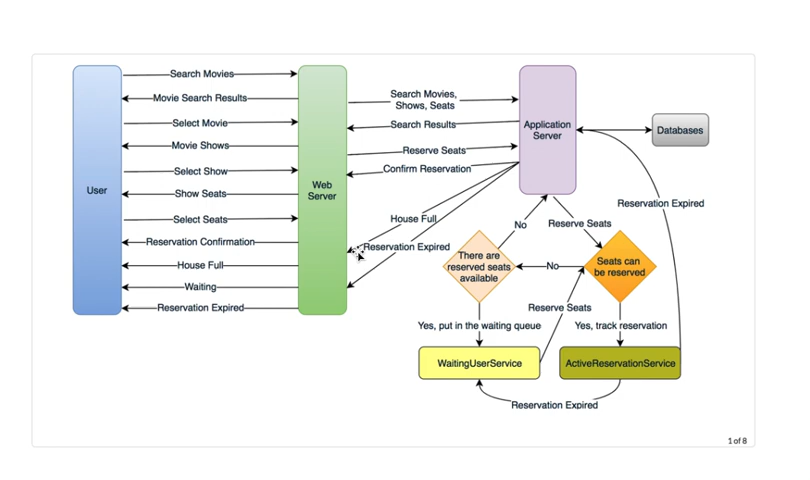 Search Movies
Movie Search Results
Select Movie
Movie Shows
Select Show
Show Seats
Select Seats
Reservation Confirmation
House Full
Waiting
Reservation Expired
User
Web
Server
Search Movies,
Shows, Seats
Search Results
Reserve Seats
Confirm Reservation
House Full
Reservation Expired
Application
Server
Databases
Reservation Expired
No
Reserve Seats
There are
reserved seats
available
No
Seats can
be reserved
Reserve Seats
Yes, put in the waiting queue
Yes, track reservation
WaitingUserService
ActiveReservationService
Reservation Expired
1 of 8